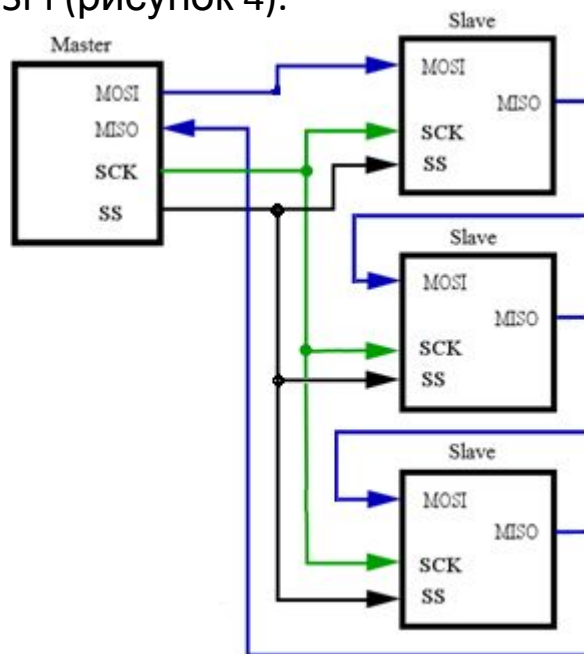 SPI (рисунок 4).
Master
MOSI
MISO
SCK
SS
Slave
MOSI
MISO
SCK
SS
Slave
MOSI
MISO
SCK
SS
Slave
MOSI
MISO
SCK
SS